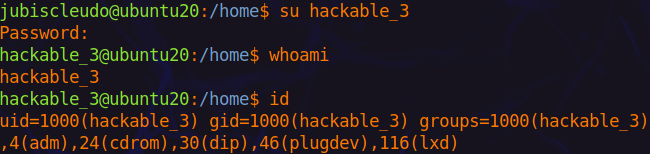 jubiscleudo@ubuntu20:/home$ su hackable_3
Password:
hackable_3@ubuntu20:/home$ whoami
hackable_3
hackable_3@ubuntu20:/home$ id
uid=1000(hackable_3) gid=1000(hackable_3) groups=1000(hackable_3)
,4(adm),24(cdrom),30(dip),46(plugdev),116(lxd)